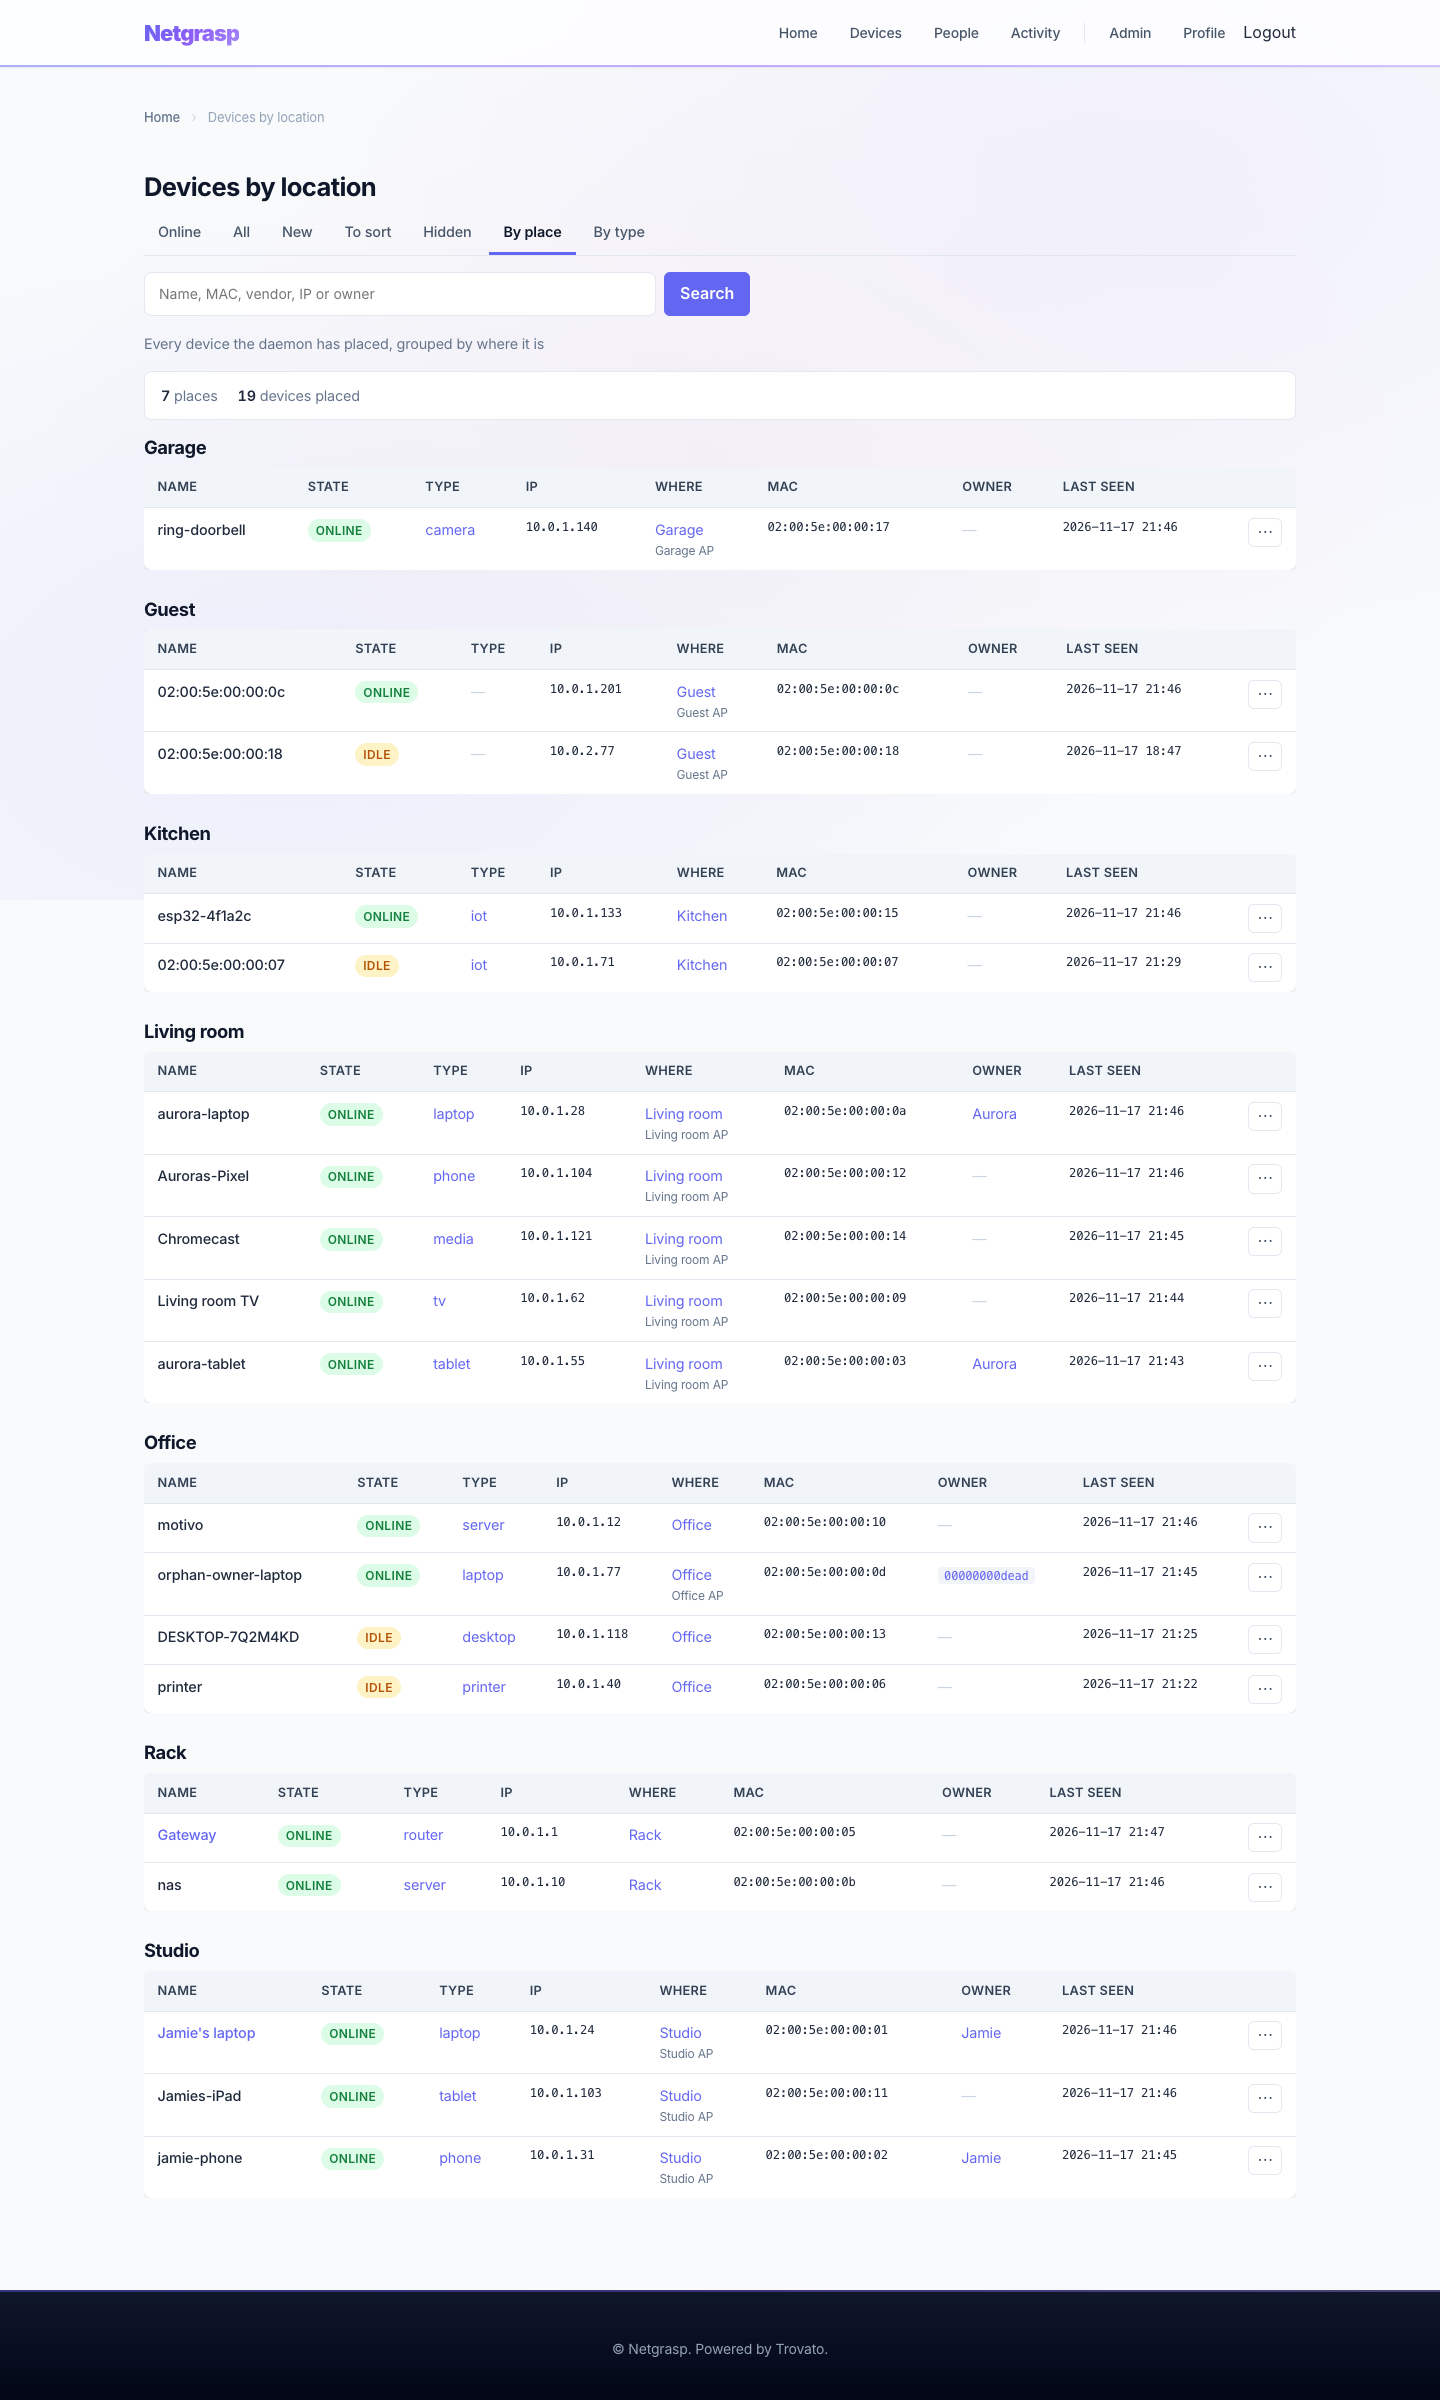 Netgrasp
Home Devices People Activity Admin Profile Logout
Home › Devices by location
Devices by location
Online All New To sort Hidden By place By type
Name, MAC, vendor, IP or owner Search
Every device the daemon has placed, grouped by where it is
7 places 19 devices placed
Garage
NAME STATE TYPE IP WHERE MAC OWNER LAST SEEN
ring-doorbell ONLINE camera 10.0.1.140 Garage 02:00:5e:00:00:17 — 2026-11-17 21:46 ···
Garage AP
Guest
NAME STATE TYPE IP WHERE MAC OWNER LAST SEEN
02:00:5e:00:00:0c ONLINE — 10.0.1.201 Guest 02:00:5e:00:00:0c — 2026-11-17 21:46 ···
Guest AP
02:00:5e:00:00:18 IDLE — 10.0.2.77 Guest 02:00:5e:00:00:18 — 2026-11-17 18:47 ···
Guest AP
Kitchen
NAME STATE TYPE IP WHERE MAC OWNER LAST SEEN
esp32-4f1a2c ONLINE iot 10.0.1.133 Kitchen 02:00:5e:00:00:15 — 2026-11-17 21:46 ···
02:00:5e:00:00:07 IDLE iot 10.0.1.71 Kitchen 02:00:5e:00:00:07 — 2026-11-17 21:29 ···
Living room
NAME STATE TYPE IP WHERE MAC OWNER LAST SEEN
aurora-laptop ONLINE laptop 10.0.1.28 Living room 02:00:5e:00:00:0a Aurora 2026-11-17 21:46 ···
Living room AP
Auroras-Pixel ONLINE phone 10.0.1.104 Living room 02:00:5e:00:00:12 — 2026-11-17 21:46 ···
Living room AP
Chromecast ONLINE media 10.0.1.121 Living room 02:00:5e:00:00:14 — 2026-11-17 21:45 ···
Living room AP
Living room TV ONLINE tv 10.0.1.62 Living room 02:00:5e:00:00:09 — 2026-11-17 21:44 ···
Living room AP
aurora-tablet ONLINE tablet 10.0.1.55 Living room 02:00:5e:00:00:03 Aurora 2026-11-17 21:43 ···
Living room AP
Office
NAME STATE TYPE IP WHERE MAC OWNER LAST SEEN
motivo ONLINE server 10.0.1.12 Office 02:00:5e:00:00:10 — 2026-11-17 21:46 ···
orphan-owner-laptop ONLINE laptop 10.0.1.77 Office 02:00:5e:00:00:0d 00000000dead 2026-11-17 21:45 ···
Office AP
DESKTOP-7Q2M4KD IDLE desktop 10.0.1.118 Office 02:00:5e:00:00:13 — 2026-11-17 21:25 ···
printer IDLE printer 10.0.1.40 Office 02:00:5e:00:00:06 — 2026-11-17 21:22 ···
Rack
NAME STATE TYPE IP WHERE MAC OWNER LAST SEEN
Gateway ONLINE router 10.0.1.1 Rack 02:00:5e:00:00:05 — 2026-11-17 21:47 ···
nas ONLINE server 10.0.1.10 Rack 02:00:5e:00:00:0b — 2026-11-17 21:46 ···
Studio
NAME STATE TYPE IP WHERE MAC OWNER LAST SEEN
Jamie's laptop ONLINE laptop 10.0.1.24 Studio 02:00:5e:00:00:01 Jamie 2026-11-17 21:46 ···
Studio AP
Jamies-iPad ONLINE tablet 10.0.1.103 Studio 02:00:5e:00:00:11 — 2026-11-17 21:46 ···
Studio AP
jamie-phone ONLINE phone 10.0.1.31 Studio 02:00:5e:00:00:02 Jamie 2026-11-17 21:45 ···
Studio AP
© Netgrasp. Powered by Trovato.